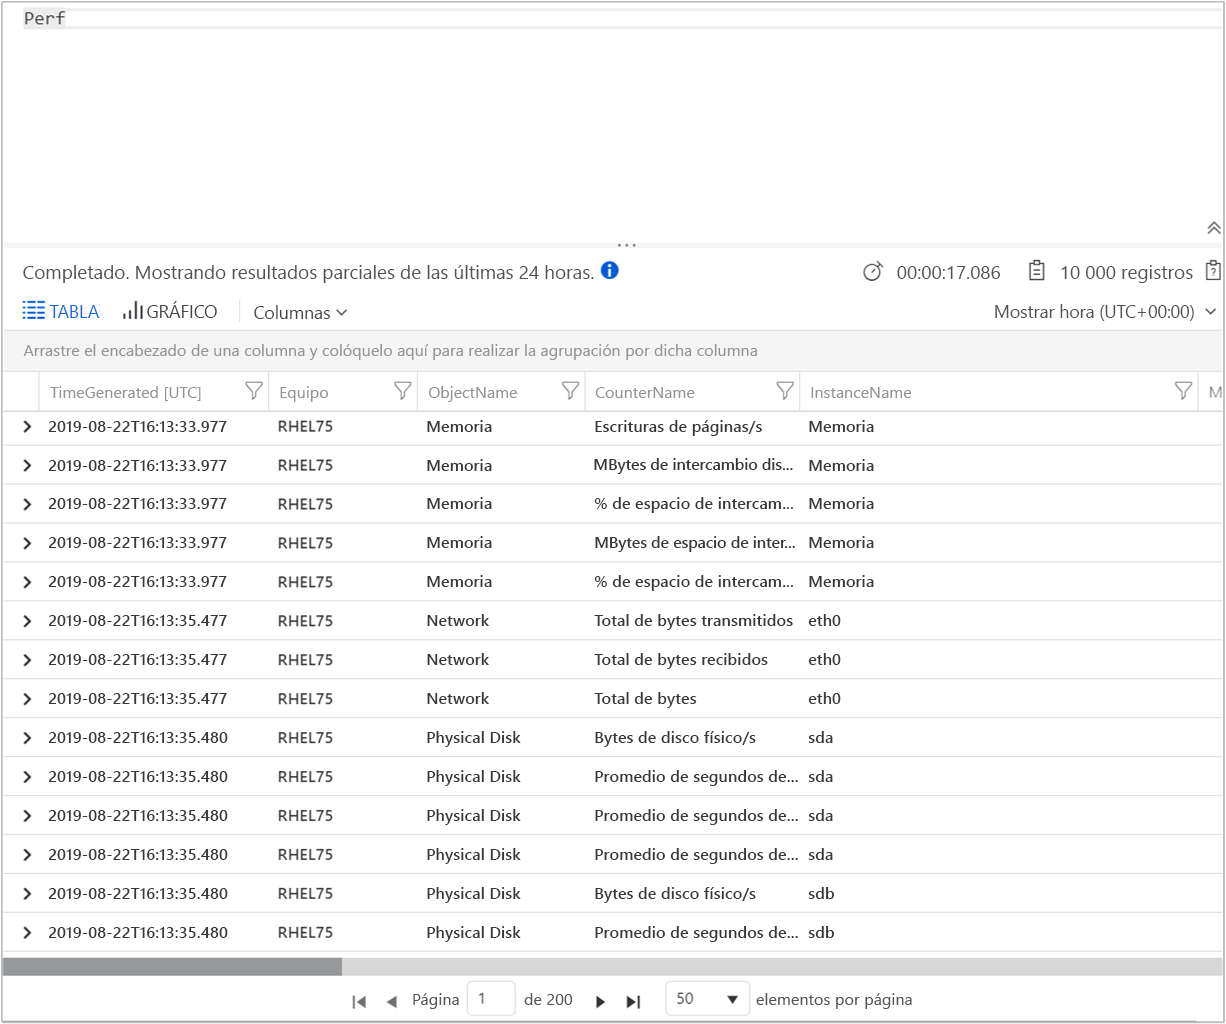 Perf
Completado. Mostrando resultados parciales de las últimas 24 horas. 00:00:17.086 10 000 registros
TABLA GRÁFICO Columnas Mostrar hora (UTC+00:00)
Arrastre el encabezado de una columna y colóquelo aquí para realizar la agrupación por dicha columna
TimeGenerated [UTC] Equipo ObjectName CounterName InstanceName M
2019-08-22T16:13:33.977 RHEL75 Memoria Escrituras de páginas/s Memoria
2019-08-22T16:13:33.977 RHEL75 Memoria MBytes de intercambio dis... Memoria
2019-08-22T16:13:33.977 RHEL75 Memoria % de espacio de intercam... Memoria
2019-08-22T16:13:33.977 RHEL75 Memoria MBytes de espacio de inter... Memoria
2019-08-22T16:13:33.977 RHEL75 Memoria % de espacio de intercam... Memoria
2019-08-22T16:13:35.477 RHEL75 Network Total de bytes transmitidos eth0
2019-08-22T16:13:35.477 RHEL75 Network Total de bytes recibidos eth0
2019-08-22T16:13:35.477 RHEL75 Network Total de bytes eth0
2019-08-22T16:13:35.480 RHEL75 Physical Disk Bytes de disco físico/s sda
2019-08-22T16:13:35.480 RHEL75 Physical Disk Promedio de segundos de... sda
2019-08-22T16:13:35.480 RHEL75 Physical Disk Promedio de segundos de... sda
2019-08-22T16:13:35.480 RHEL75 Physical Disk Promedio de segundos de... sda
2019-08-22T16:13:35.480 RHEL75 Physical Disk Bytes de disco físico/s sdb
2019-08-22T16:13:35.480 RHEL75 Physical Disk Promedio de segundos de... sdb
Página 1 de 200 50 elementos por página